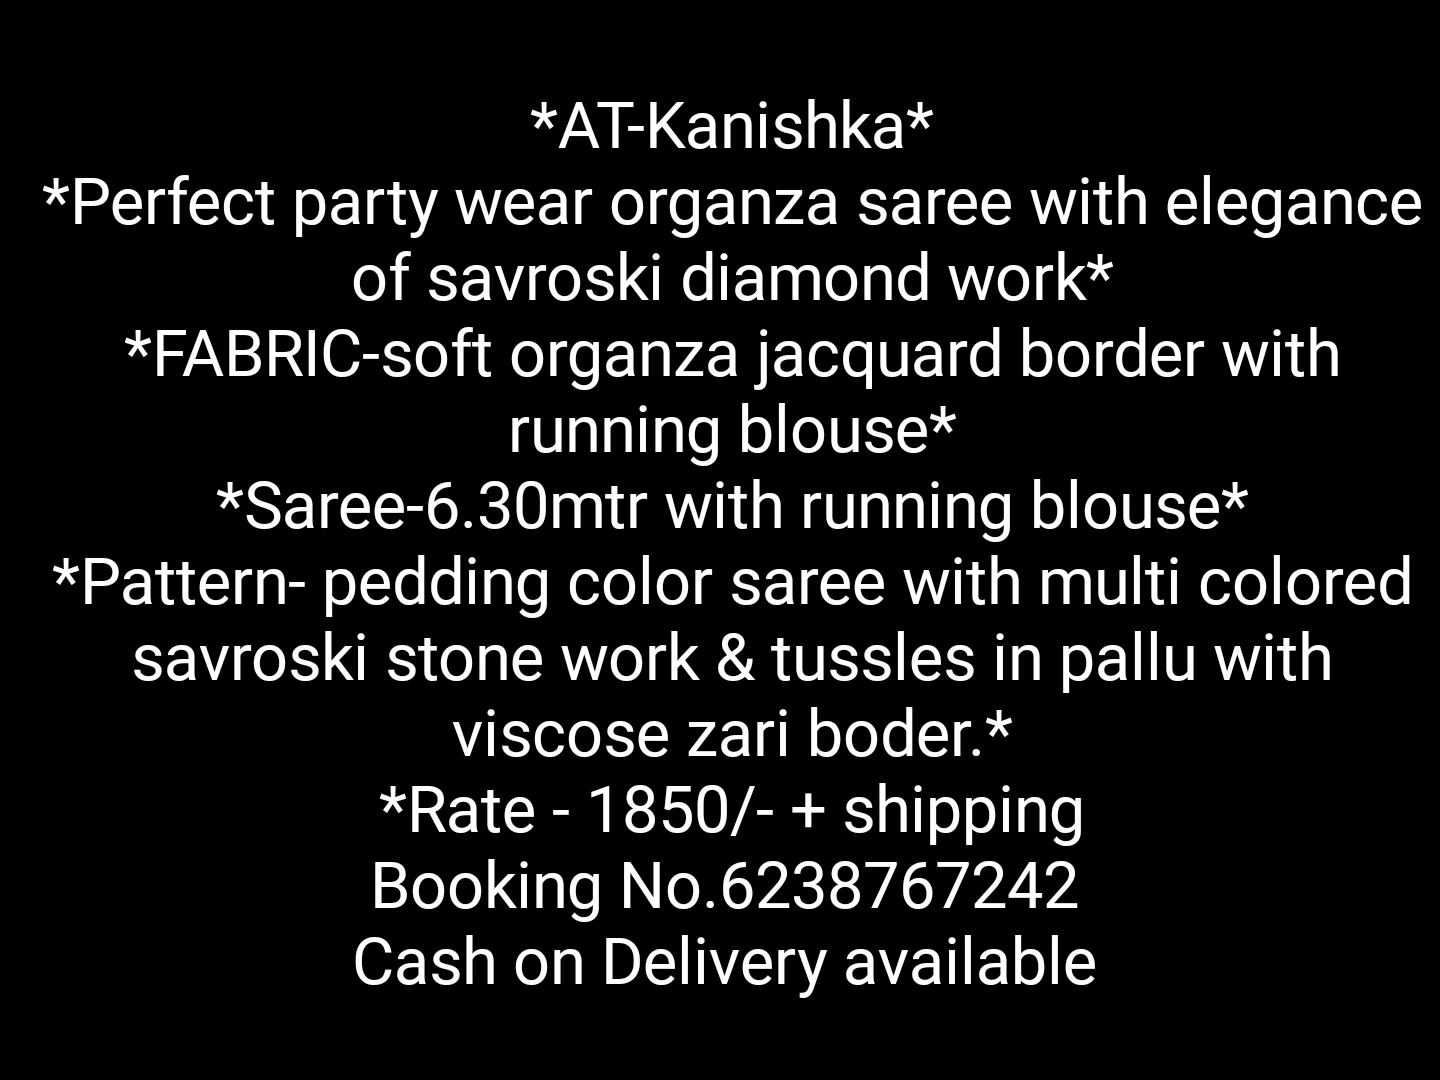 *AT-Kanishka*
*Perfect party wear organza saree with elegance
of savroski diamond work*
*FABRIC-soft organza jacquard border with
running blouse*
*Saree-6.30mtr with running blouse*
*Pattern- pedding color saree with multi colored
savroski stone work & tussles in pallu with
viscose zari boder.*
*Rate - 1850/- + shipping
Booking No.6238767242
Cash on Delivery available